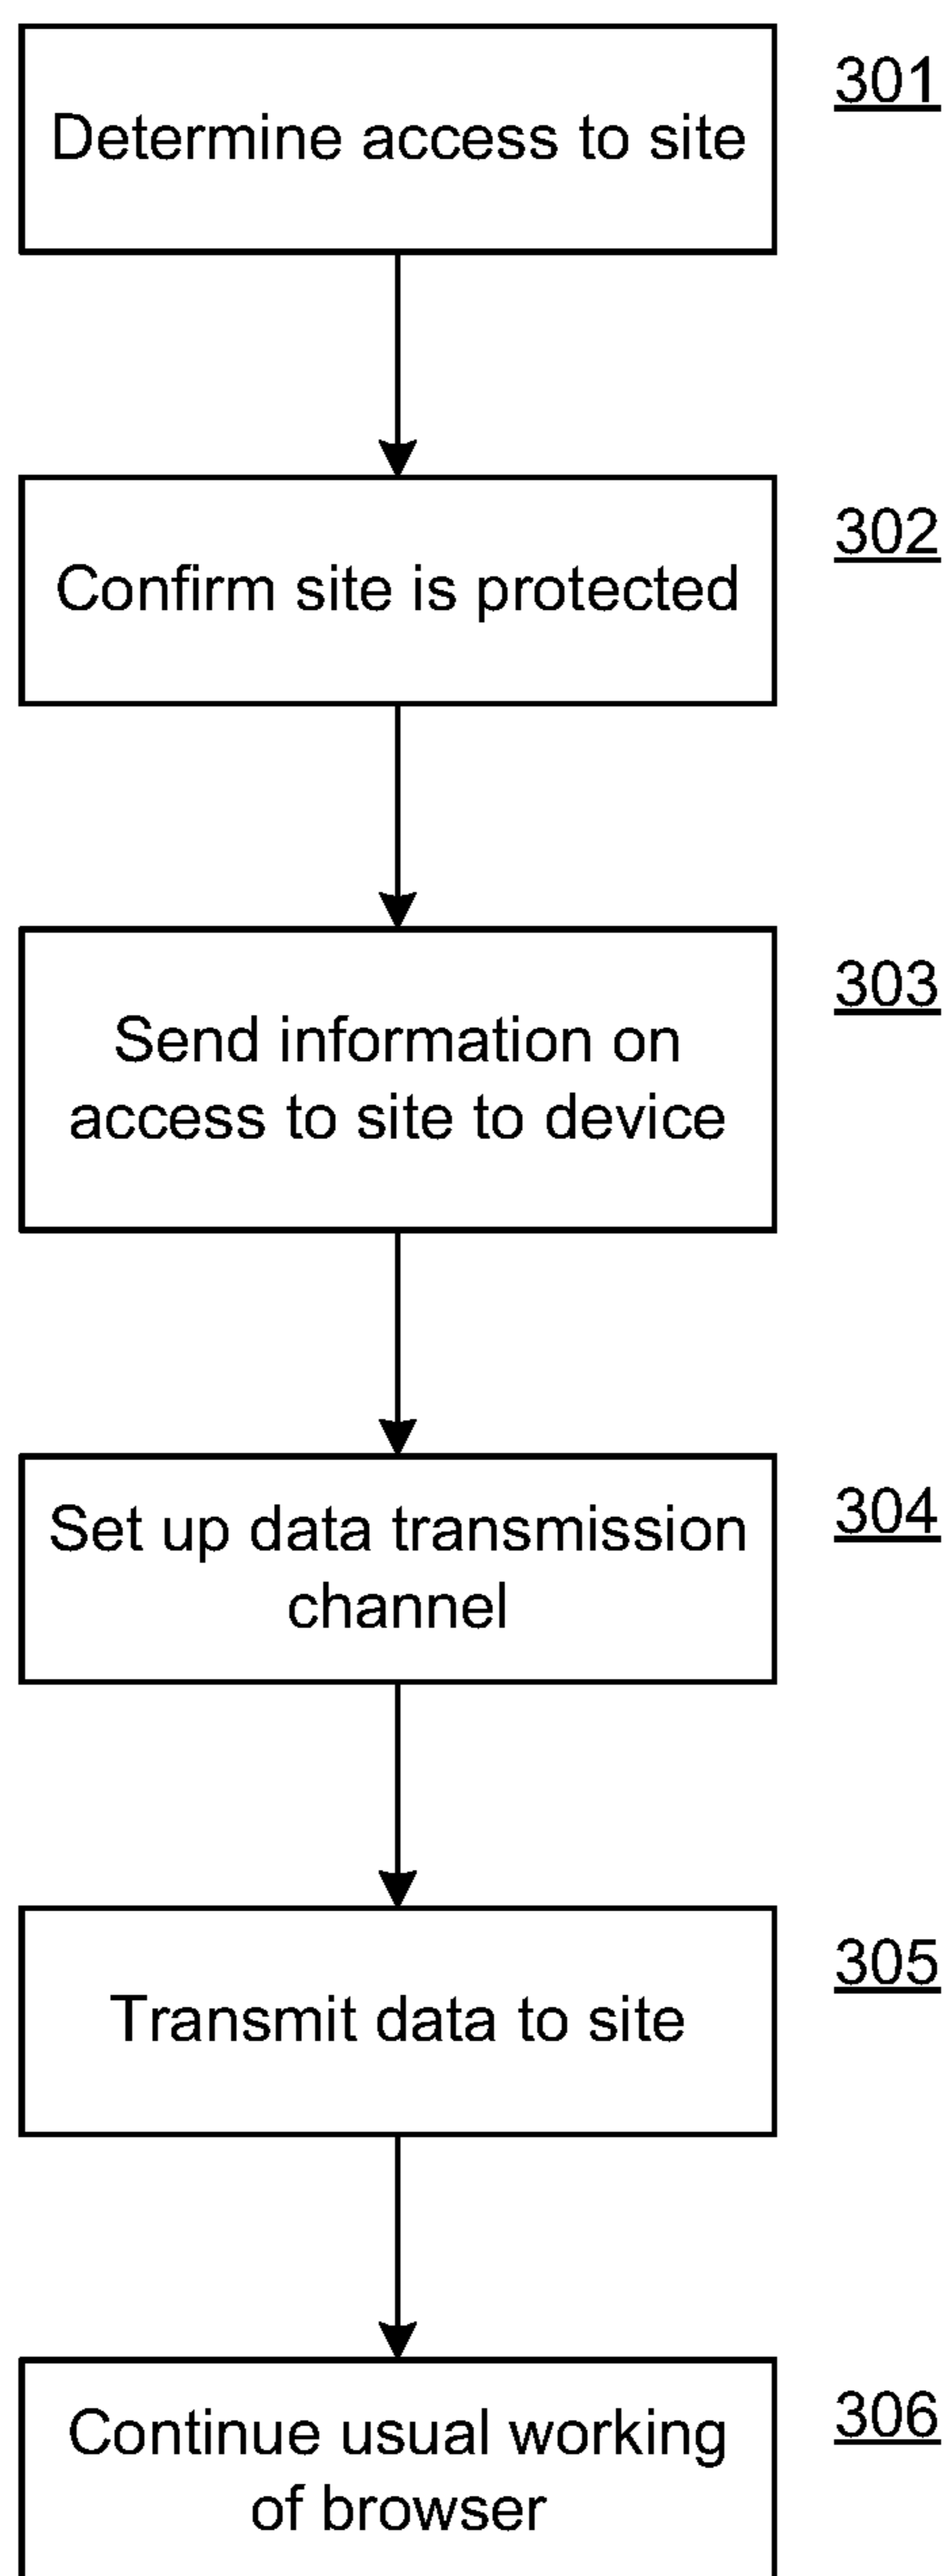 Determine access to site
301
Confirm site is protected
302
Send information on
access to site to device
303
Set up data transmission
channel
304
Transmit data to site
305
Continue usual working
of browser
306